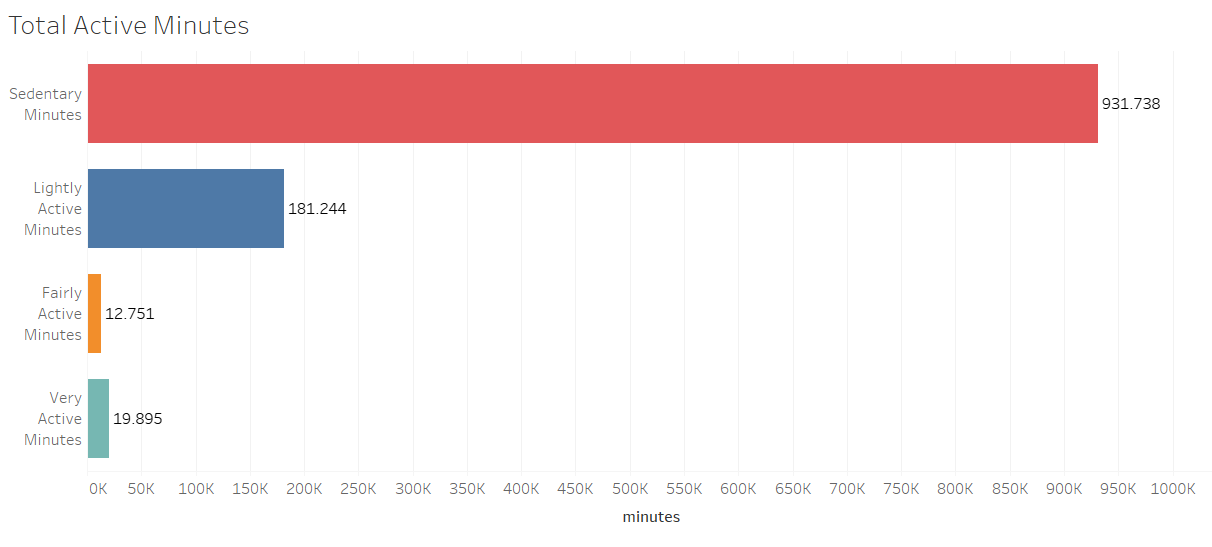 Total Active Minutes
Sedentary
Minutes
931.738
Lightly
Active
Minutes
181.244
Fairly
Active
Minutes
12.751
Very
Active
Minutes
19.895
0K 50K 100K 150K 200K 250K 300K 350K 400K 450K 500K 550K 600K 650K 700K 750K 800K 850K 900K 950K 1000K
minutes